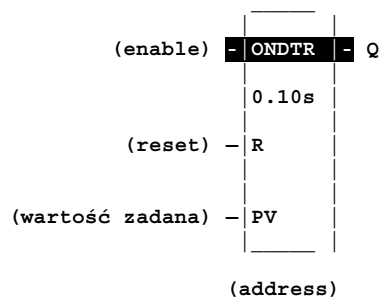 (enable) - ONDTR - Q
0.10s
(reset) – R
(wartość zadana) – PV
(address)